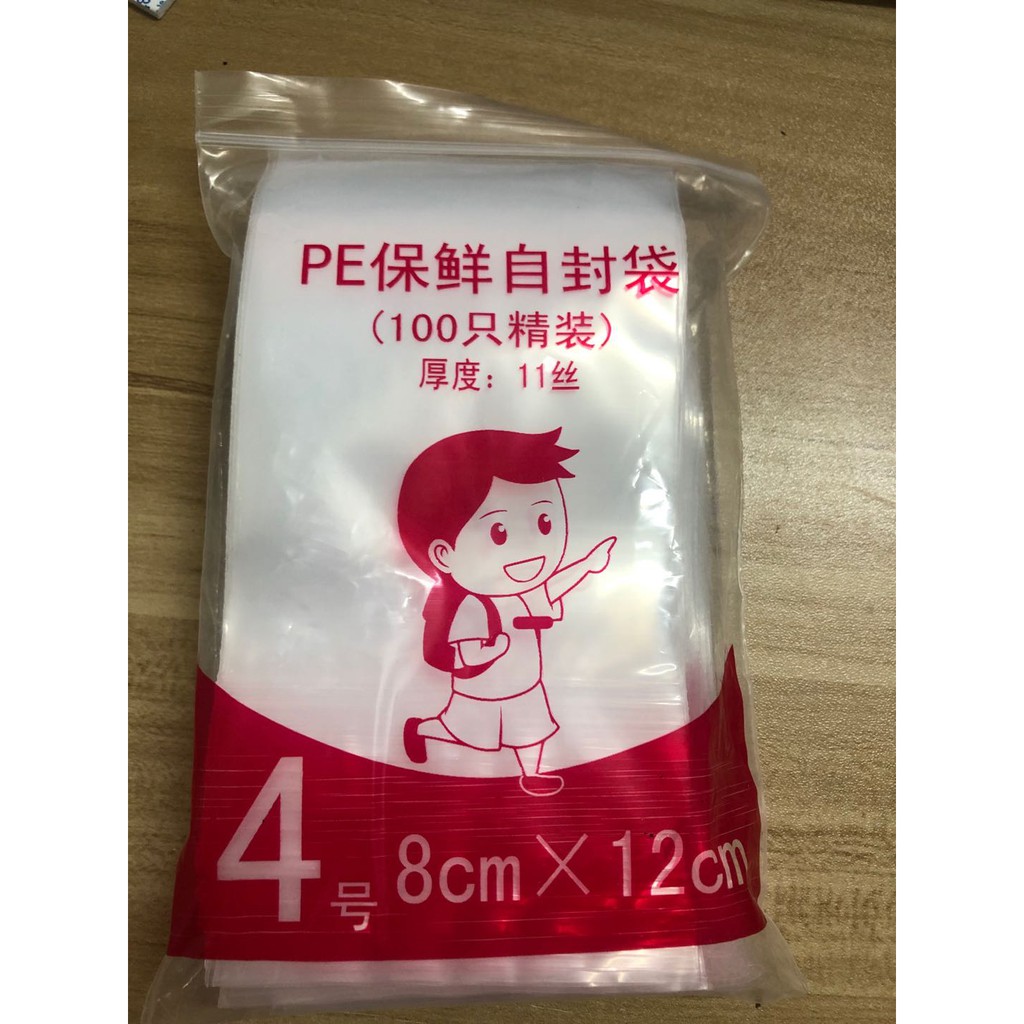 PE保鲜自封袋
(100只精装)
厚度: 11丝
4号 8cm×12cm